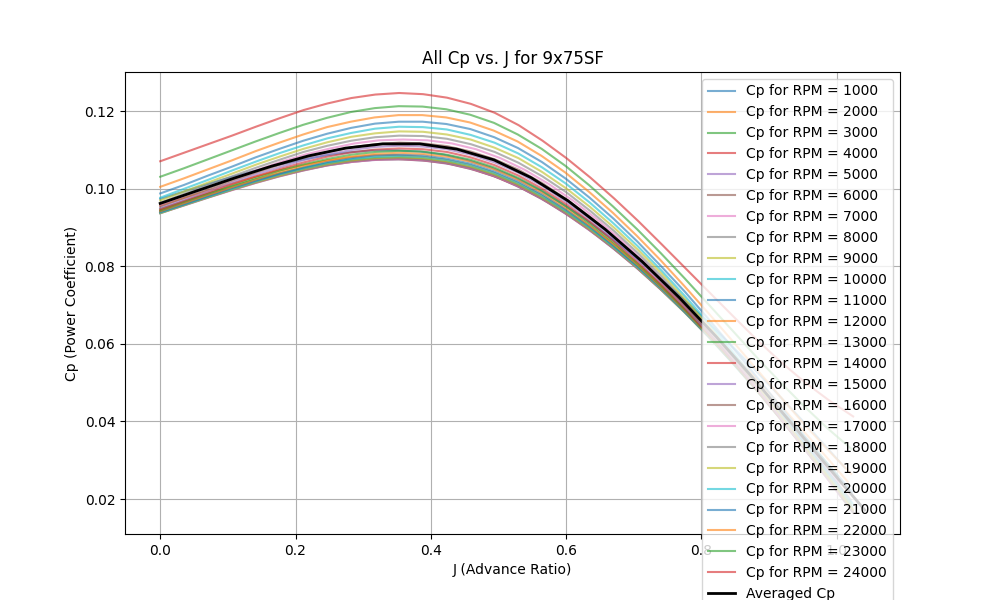 All Cp vs. J for 9x75SF
Cp (Power Coefficient)
0.12
0.10
0.08
0.06
0.04
0.02
0.0
0.2
0.4
0.6
0.8
1.0
J (Advance Ratio)
Cp for RPM = 1000
Cp for RPM = 2000
Cp for RPM = 3000
Cp for RPM = 4000
Cp for RPM = 5000
Cp for RPM = 6000
Cp for RPM = 7000
Cp for RPM = 8000
Cp for RPM = 9000
Cp for RPM = 10000
Cp for RPM = 11000
Cp for RPM = 12000
Cp for RPM = 13000
Cp for RPM = 14000
Cp for RPM = 15000
Cp for RPM = 16000
Cp for RPM = 17000
Cp for RPM = 18000
Cp for RPM = 19000
Cp for RPM = 20000
Cp for RPM = 21000
Cp for RPM = 22000
Cp for RPM = 23000
Cp for RPM = 24000
Averaged Cp